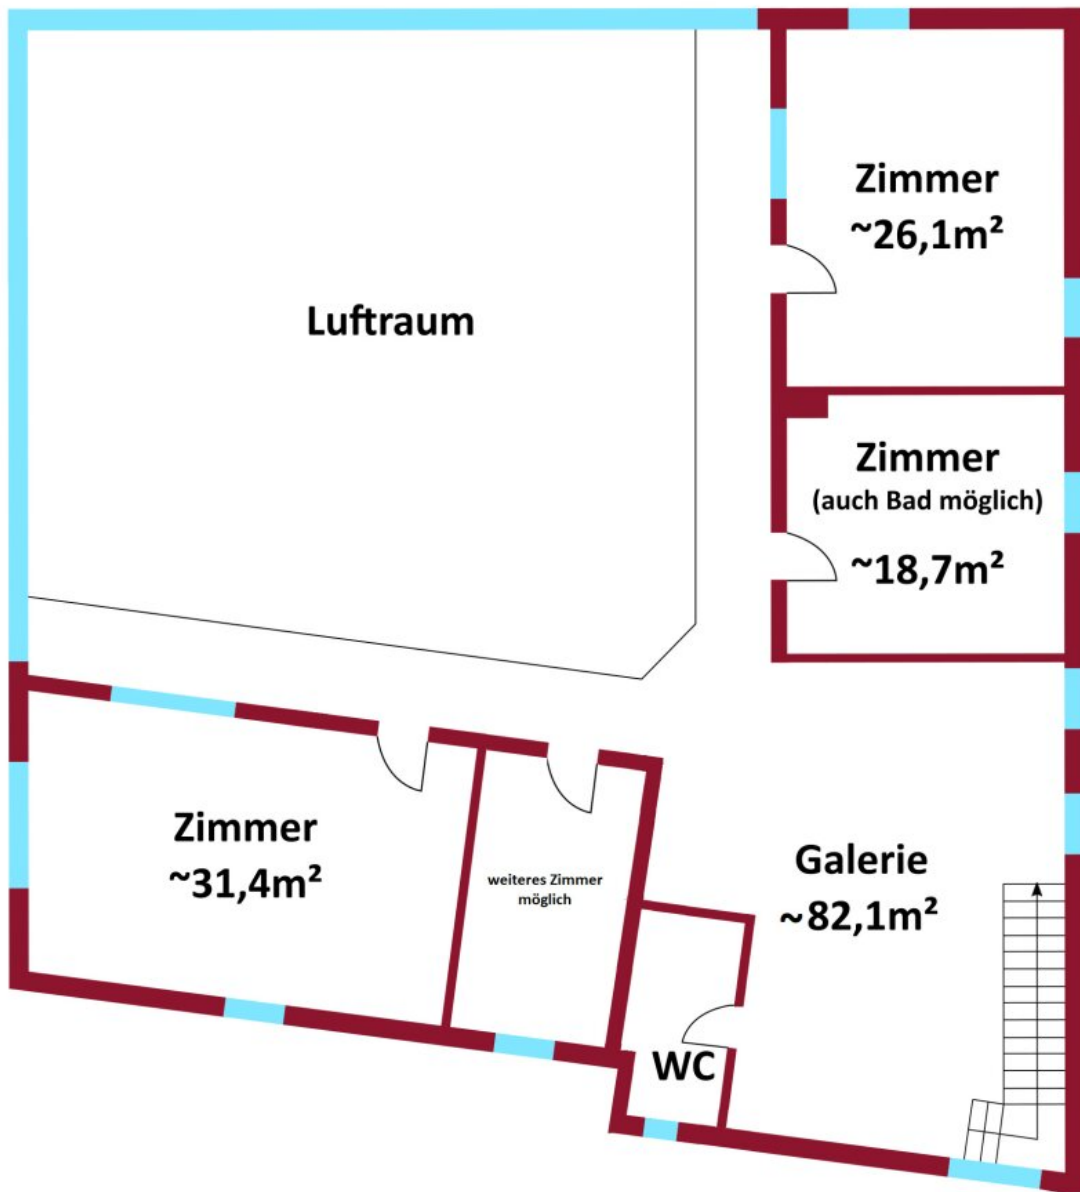 Zimmer
~26,1m²
Luftraum
Zimmer
(auch Bad möglich)
~18,7m²
Zimmer
~31,4m²
weiteres Zimmer
möglich
Galerie
~82,1m²
WC